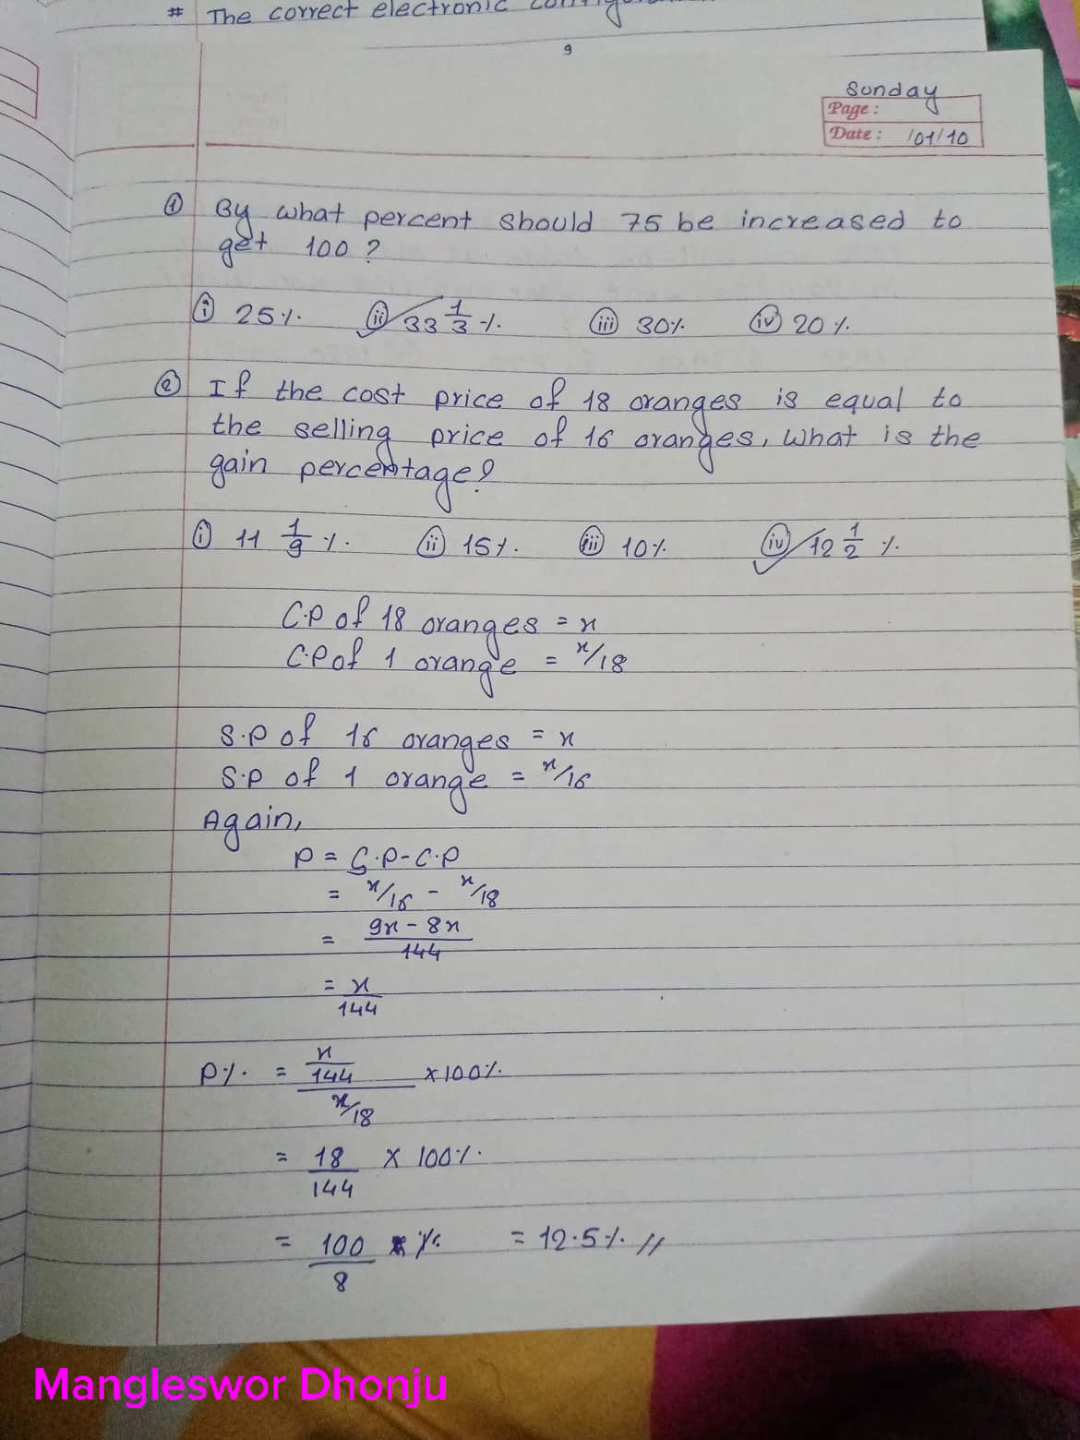 # The correct electronic
9
Sunday
Page:
Date: /01/10
① By what percent should 75 be increased to
get 100?
(i) 25% (ii) 33 1/3 % (iii) 30% (iv) 20%
② If the cost price of 18 oranges is equal to
the selling price of 16 oranges, what is the
gain percentage?
(i) 11 1/9 % (ii) 15% (iii) 10% (iv) 12 1/2 %
C.P of 18 oranges = x
C.P of 1 orange = x/18
S.P of 16 oranges = x
S.P of 1 orange = x/16
Again,
P = S.P - C.P
= x/16 - x/18
= 9x - 8x
144
= x
144
P% = x/144 × 100%
x/18
= 18 × 100%
144
= 100 % = 12.5% //
8
Mangleswor Dhonju